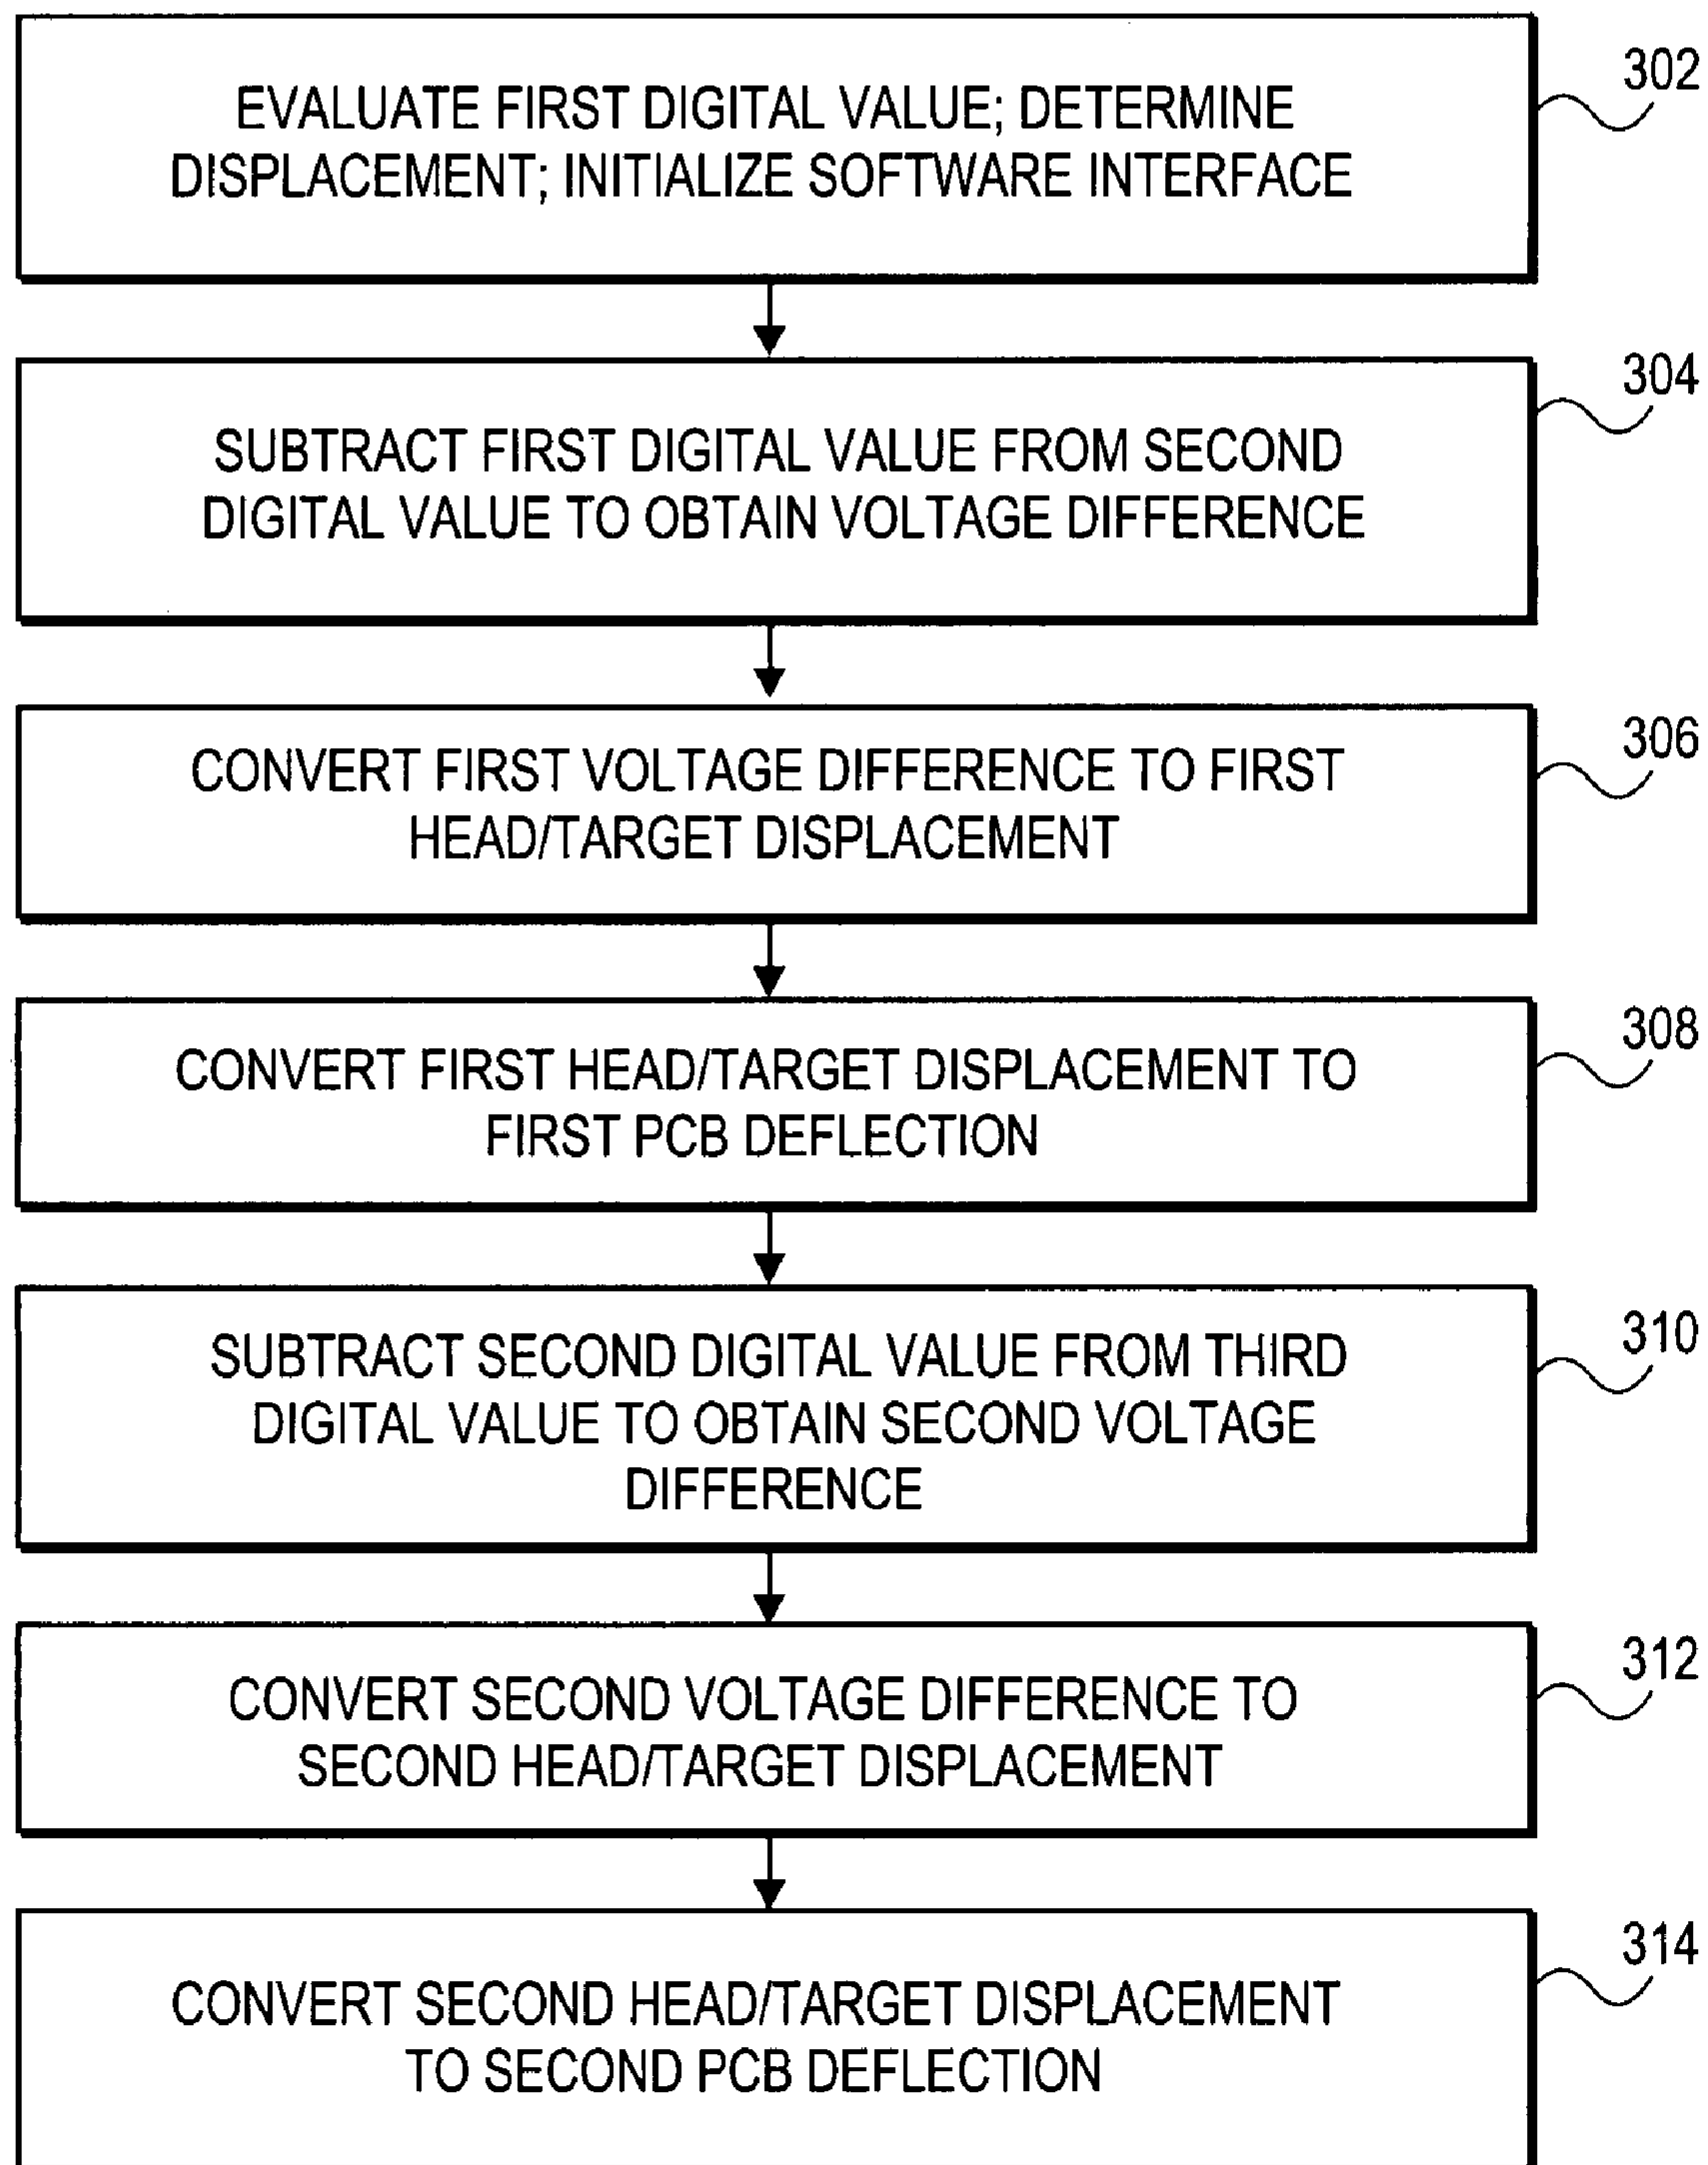 302
EVALUATE FIRST DIGITAL VALUE; DETERMINE
DISPLACEMENT; INITIALIZE SOFTWARE INTERFACE
304
SUBTRACT FIRST DIGITAL VALUE FROM SECOND
DIGITAL VALUE TO OBTAIN VOLTAGE DIFFERENCE
306
CONVERT FIRST VOLTAGE DIFFERENCE TO FIRST
HEAD/TARGET DISPLACEMENT
308
CONVERT FIRST HEAD/TARGET DISPLACEMENT TO
FIRST PCB DEFLECTION
310
SUBTRACT SECOND DIGITAL VALUE FROM THIRD
DIGITAL VALUE TO OBTAIN SECOND VOLTAGE
DIFFERENCE
312
CONVERT SECOND VOLTAGE DIFFERENCE TO
SECOND HEAD/TARGET DISPLACEMENT
314
CONVERT SECOND HEAD/TARGET DISPLACEMENT
TO SECOND PCB DEFLECTION